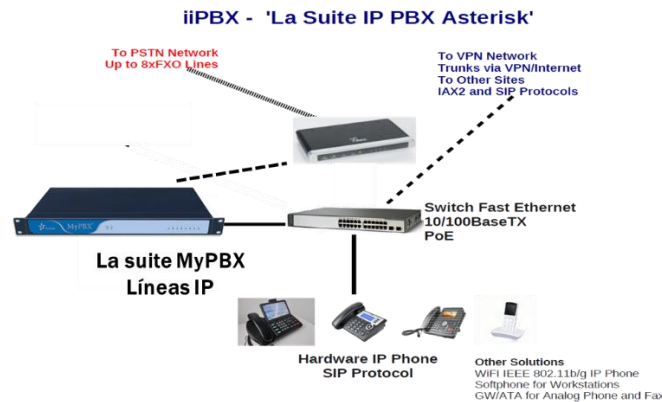 iiPBX - 'La Suite IP PBX Asterisk'
To PSTN Network
Up to 8xFXO Lines
To VPN Network
Trunks via VPN/Internet
To Other Sites
IAX2 and SIP Protocols
MyPBX
Switch Fast Ethernet
10/100BaseTX
PoE
La suite MyPBX
Líneas IP
Hardware IP Phone
SIP Protocol
Other Solutions
WiFI IEEE 802.11b/g IP Phone
Softphone for Workstations
GW/ATA for Analog Phone and Fax